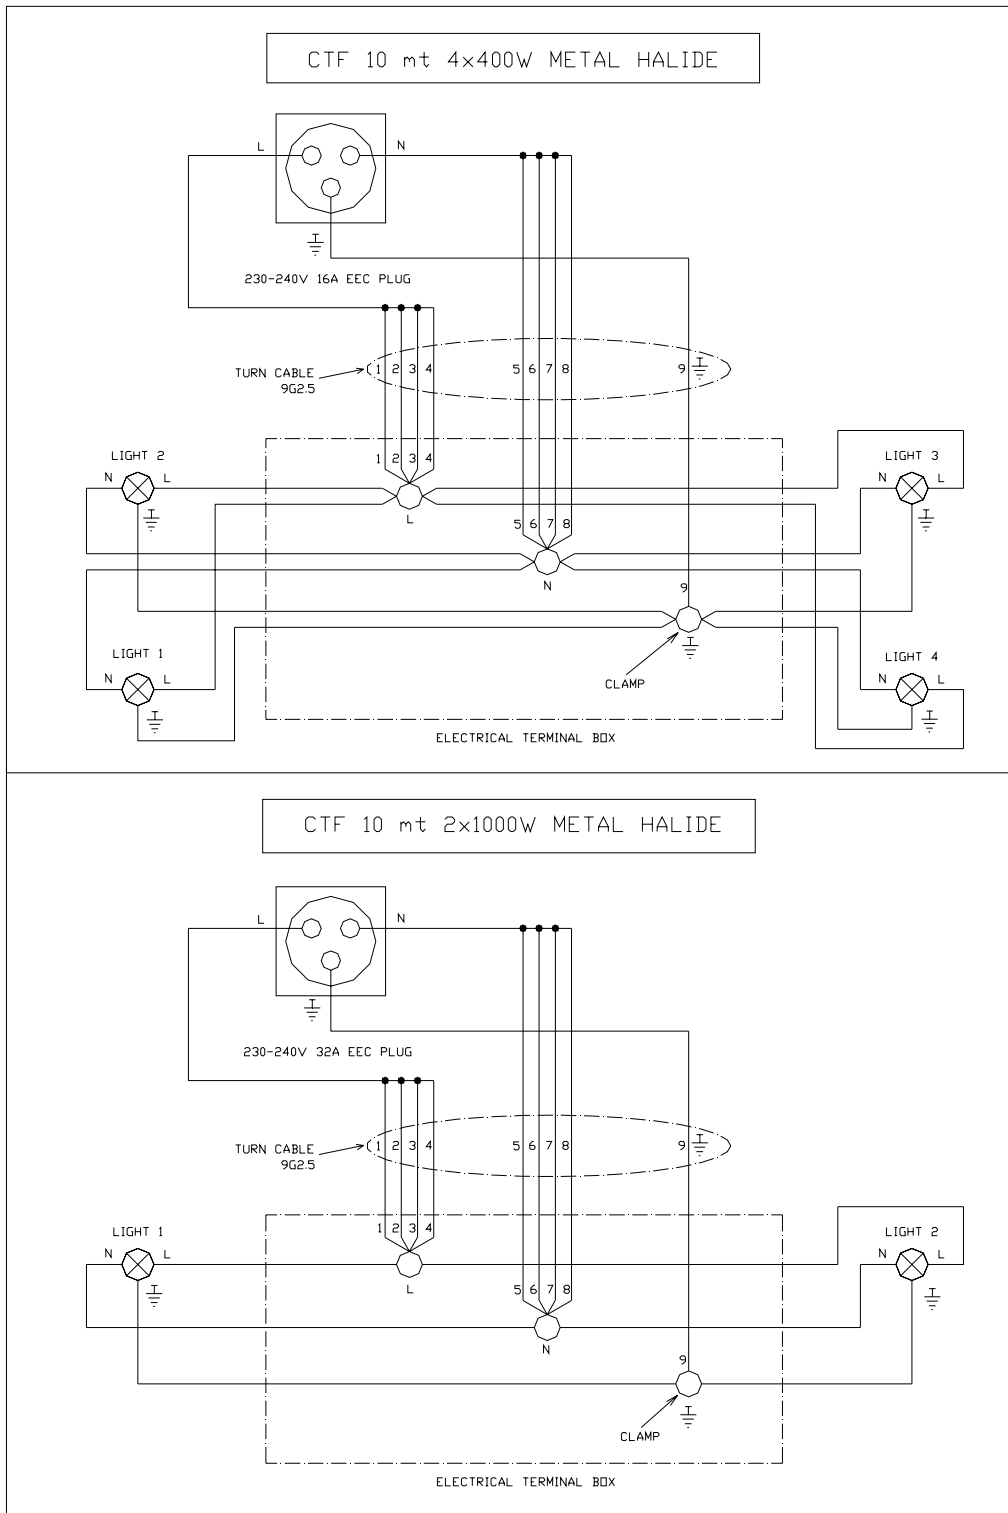 CTF 10 mt 4x400W METAL HALIDE
L N
230-240V 16A EEC PLUG
TURN CABLE 1 2 3 4 5 6 7 8 9
9G2.5
LIGHT 2 1 2 3 4 LIGHT 3
N L N L
L 5 6 7 8
N 9
LIGHT 1 LIGHT 4
N L CLAMP N L
ELECTRICAL TERMINAL BOX
CTF 10 mt 2x1000W METAL HALIDE
L N
230-240V 32A EEC PLUG
TURN CABLE 1 2 3 4 5 6 7 8 9
9G2.5
LIGHT 1 1 2 3 4 LIGHT 2
N L N L
L 5 6 7 8
N
9
CLAMP
ELECTRICAL TERMINAL BOX